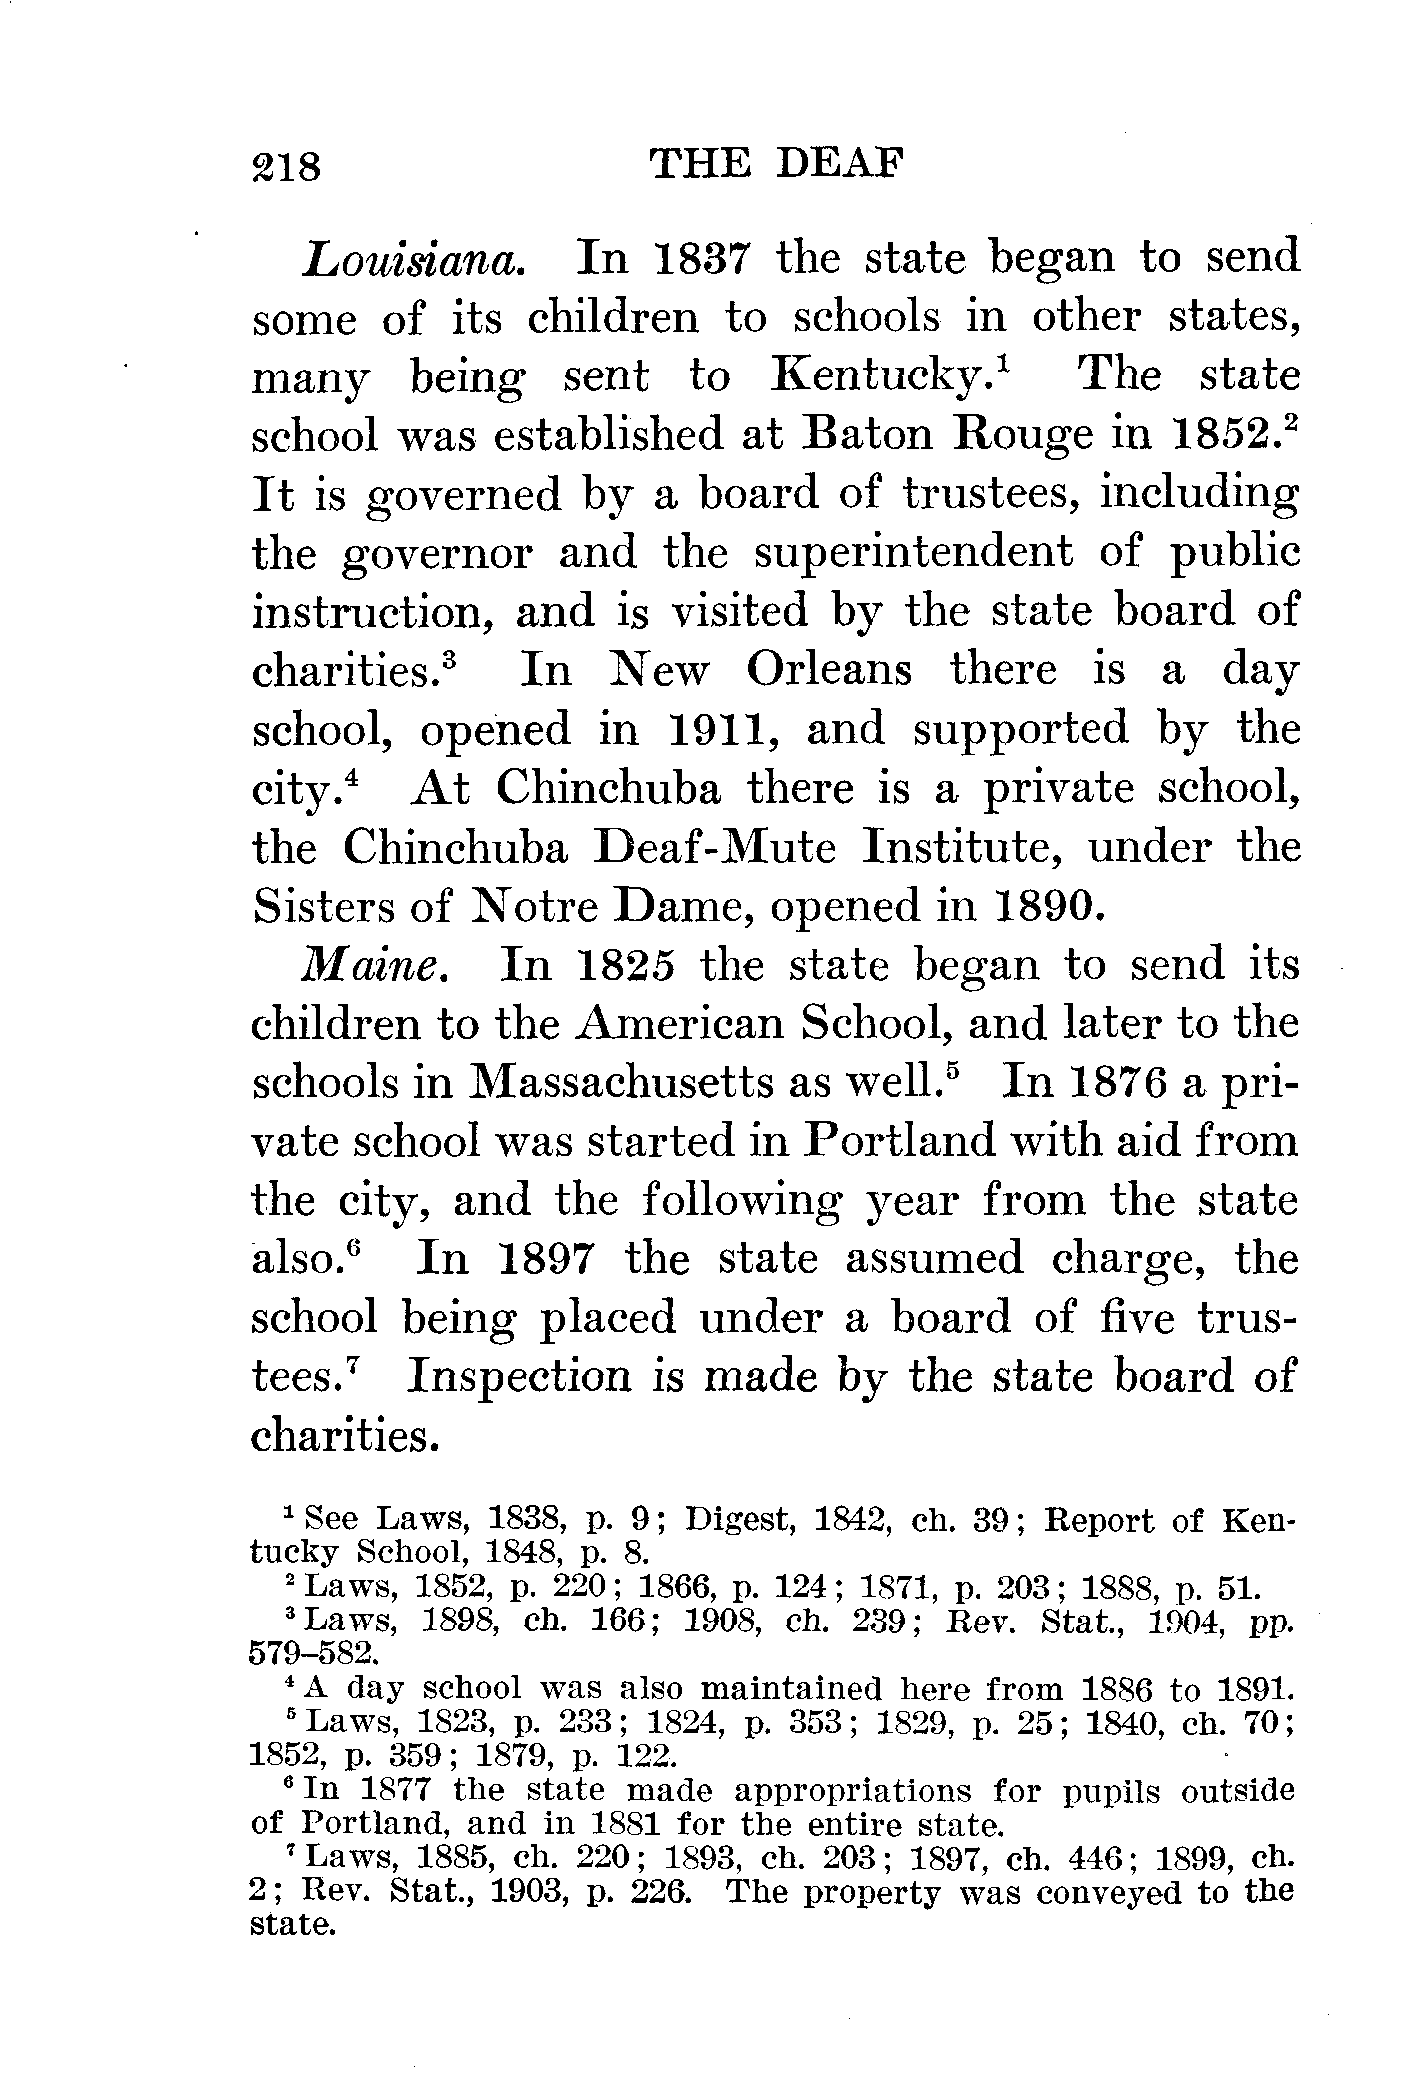 218 THE DEAF
Louisiana. In 1837 the state began to send
some of its children to schools in other states,
many being sent to Kentucky.¹ The state
school was established at Baton Rouge in 1852.²
It is governed by a board of trustees, including
the governor and the superintendent of public
instruction, and is visited by the state board of
charities.³ In New Orleans there is a day
school, opened in 1911, and supported by the
city.⁴ At Chinchuba there is a private school,
the Chinchuba Deaf-Mute Institute, under the
Sisters of Notre Dame, opened in 1890.
Maine. In 1825 the state began to send its
children to the American School, and later to the
schools in Massachusetts as well.⁵ In 1876 a pri-
vate school was started in Portland with aid from
the city, and the following year from the state
also.⁶ In 1897 the state assumed charge, the
school being placed under a board of five trus-
tees.⁷ Inspection is made by the state board of
charities.
¹ See Laws, 1838, p. 9; Digest, 1842, ch. 39; Report of Ken-
tucky School, 1848, p. 8.
² Laws, 1852, p. 220; 1866, p. 124; 1871, p. 203; 1888, p. 51.
³ Laws, 1898, ch. 166; 1908, ch. 239; Rev. Stat., 1904, pp.
579–582.
⁴ A day school was also maintained here from 1886 to 1891.
⁵ Laws, 1823, p. 233; 1824, p. 353; 1829, p. 25; 1840, ch. 70;
1852, p. 359; 1879, p. 122.
⁶ In 1877 the state made appropriations for pupils outside
of Portland, and in 1881 for the entire state.
⁷ Laws, 1885, ch. 220; 1893, ch. 203; 1897, ch. 446; 1899, ch.
2; Rev. Stat., 1903, p. 226. The property was conveyed to the
state.